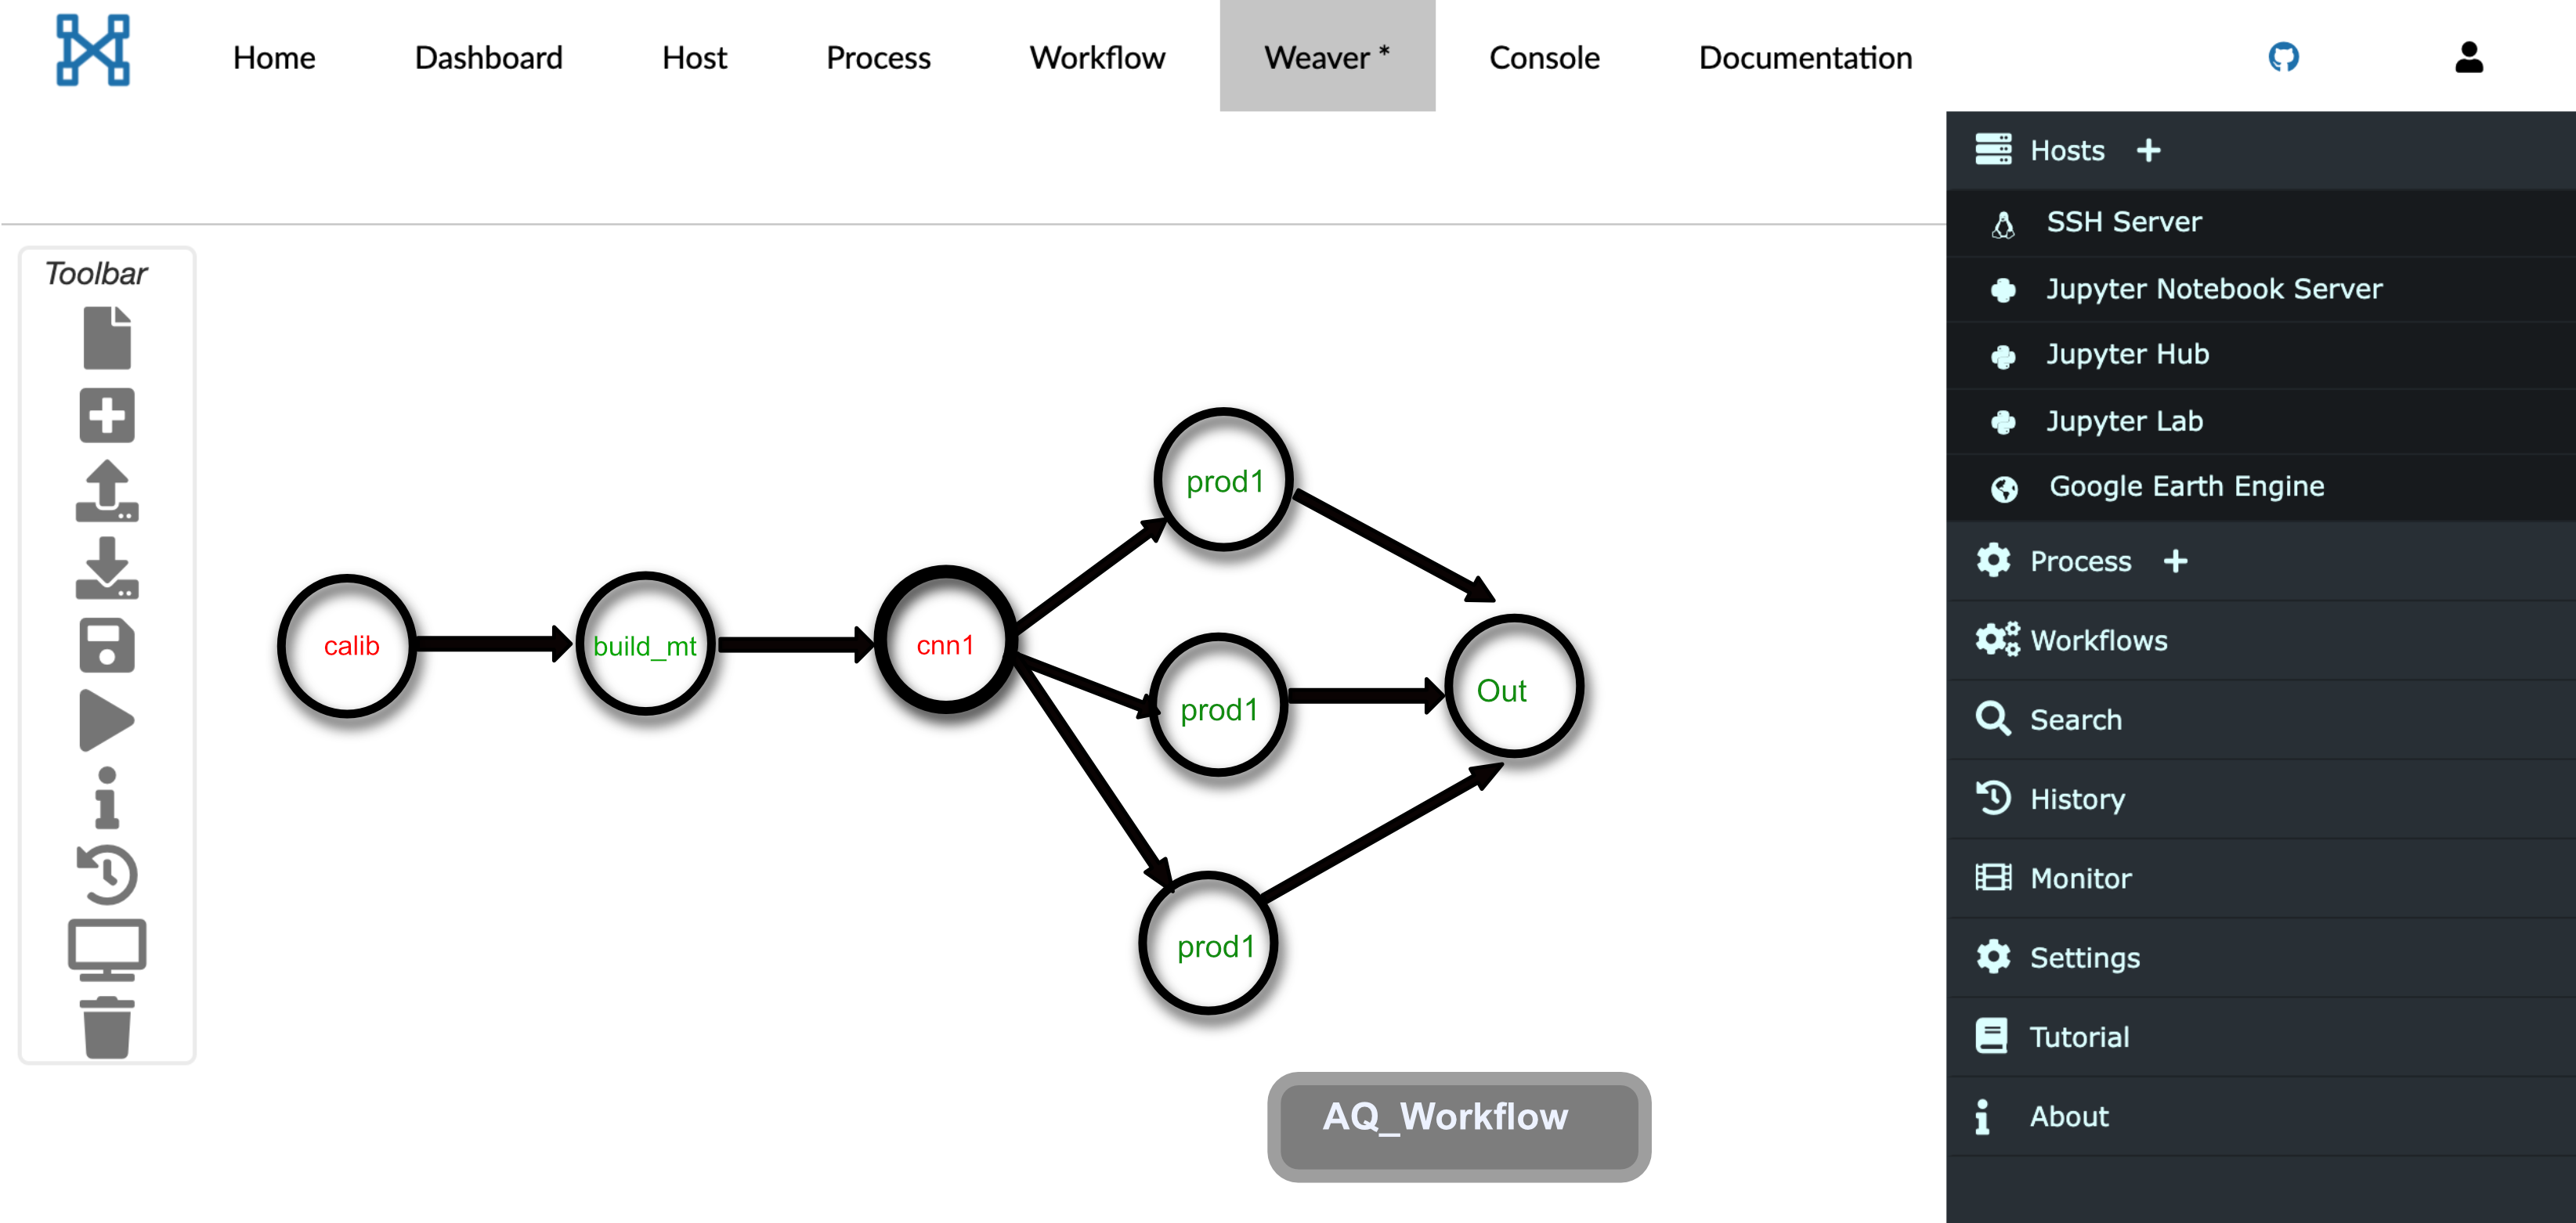 Home
Dashboard
Host
Process
Workflow
Weaver *
Console
Documentation
Toolbar
calib
build_mt
cnn1
prod1
prod1
prod1
Out
AQ_Workflow
Hosts +
SSH Server
Jupyter Notebook Server
Jupyter Hub
Jupyter Lab
Google Earth Engine
Process +
Workflows
Search
History
Monitor
Settings
Tutorial
About